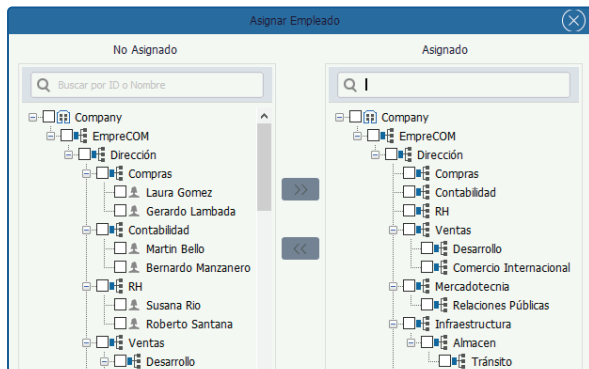 Asignar Empleado
No Asignado
Buscar por ID o Nombre
Company
EmpreCOM
Dirección
Compras
Laura Gomez
Gerardo Lambada
Contabilidad
Martin Bello
Bernardo Manzanero
RH
Susana Rio
Roberto Santana
Ventas
Desarrollo
>>
<<
Asignado
Company
EmpreCOM
Dirección
Compras
Contabilidad
RH
Ventas
Desarrollo
Comercio Internacional
Mercadotecnia
Relaciones Públicas
Infraestructura
Almacen
Tránsito